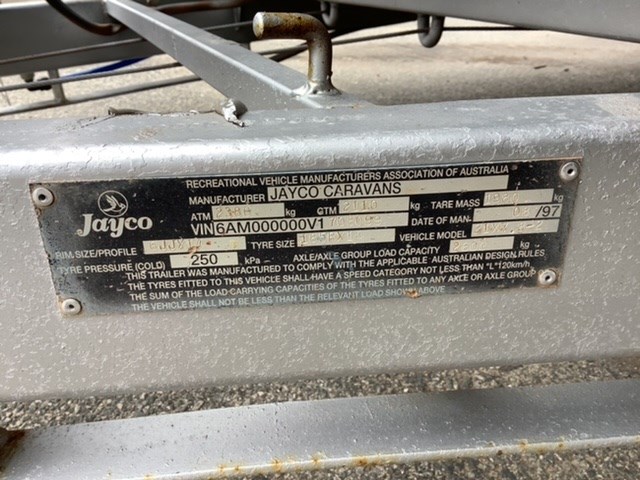 Jayco
RECREATIONAL VEHICLE MANUFACTURERS ASSOCIATION OF AUSTRALIA
MANUFACTURER JAYCO CARAVANS
ATM kg GTM kg TARE MASS kg
VIN 6AM000000V1 DATE OF MAN /97
RIM SIZE/PROFILE TYRE SIZE VEHICLE MODEL
TYRE PRESSURE (COLD) 250 kPa AXLE/AXLE GROUP LOAD CAPACITY kg
THIS TRAILER WAS MANUFACTURED TO COMPLY WITH THE APPLICABLE AUSTRALIAN DESIGN RULES
THE TYRES FITTED TO THIS VEHICLE SHALL HAVE A SPEED CATEGORY NOT LESS THAN "L" 120km/h
THE SUM OF THE LOAD CARRYING CAPACITIES OF THE TYRES FITTED TO ANY AXLE OR AXLE GROUP
THE VEHICLE SHALL NOT BE LESS THAN THE RELEVANT LOAD SHOWN ABOVE